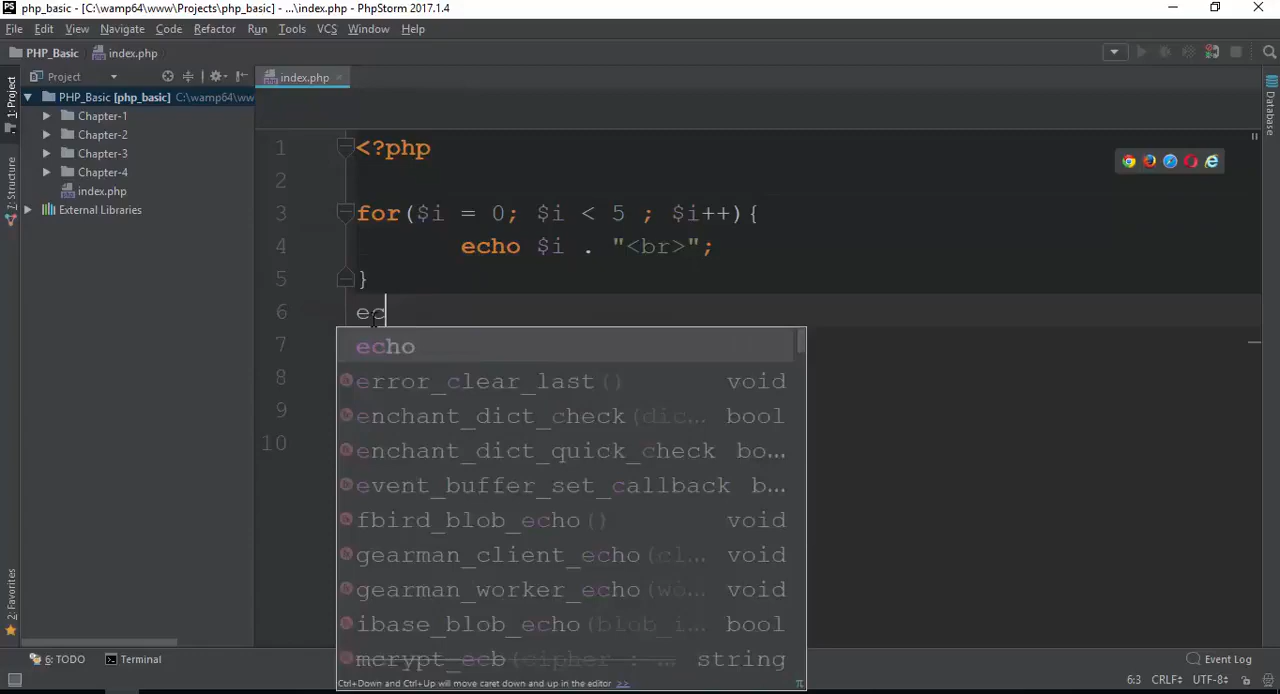 PS php_basic - [C:\wamp64\www\Projects\php_basic] - ...\index.php - PhpStorm 2017.1.4
File Edit View Navigate Code Refactor Run Tools VCS Window Help
PHP_Basic index.php
Project index.php
PHP_Basic [php_basic] C:\wamp64\ww
Chapter-1
Chapter-2
Chapter-3
Chapter-4
index.php
External Libraries
1: Project
7: Structure
2: Favorites
Database
1 <?php
2
3 for($i = 0; $i < 5 ; $i++){
4 echo $i . "<br>";
5 }
6 ec
7
8
9
10
echo
error_clear_last() void
enchant_dict_check(dic... bool
enchant_dict_quick_check bo...
event_buffer_set_callback b...
fbird_blob_echo() void
gearman_client_echo(cl... void
gearman_worker_echo(wo... void
ibase_blob_echo(blob_i... bool
mcrypt_ecb(cipher : ... string
Ctrl+Down and Ctrl+Up will move caret down and up in the editor >> π
6: TODO Terminal Event Log
6:3 CRLF÷ UTF-8÷